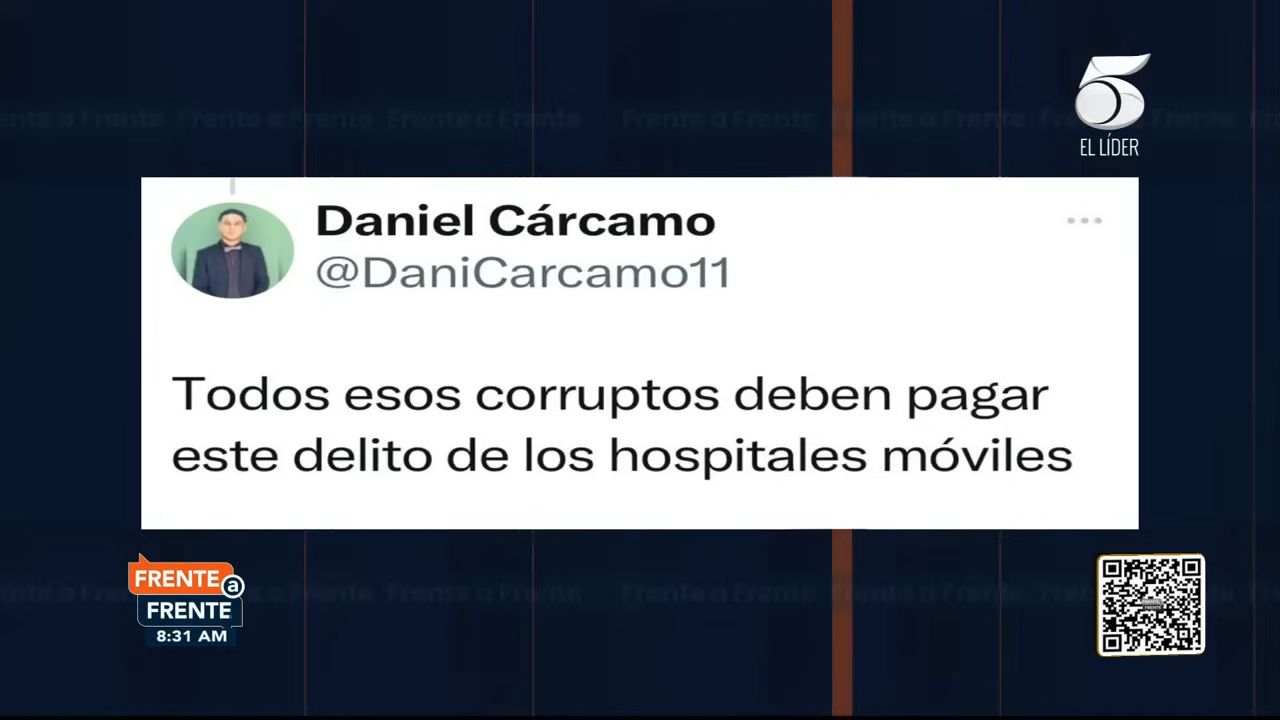 5
EL LÍDER
Daniel Cárcamo
@DaniCarcamo11
Todos esos corruptos deben pagar
este delito de los hospitales móviles
FRENTE a
FRENTE
8:31 AM